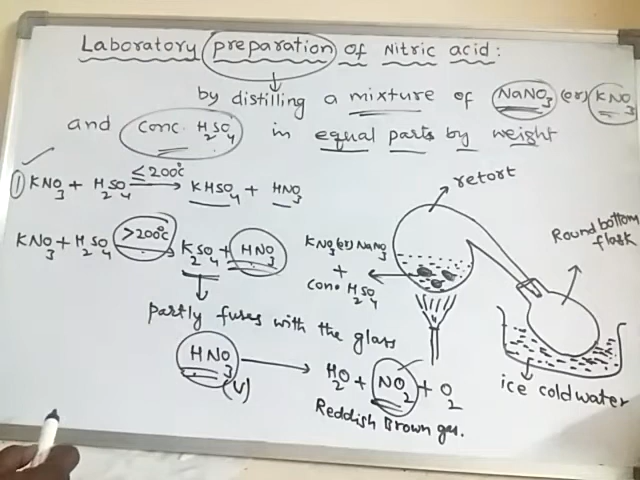 Laboratory preparation of Nitric acid:
by distilling a mixture of NaNO3 (or) KNO3
and conc. H2SO4 in equal parts by weight
① KNO3 + H2SO4 ≤200°c → KHSO4 + HNO3
KNO3 + H2SO4 >200°c → K2SO4 + HNO3
partly fuses with the glass
HNO3 (V) → H2O + NO2 + O2
Reddish Brown gas.
retort
KNO3 (or) NaNO3
+
Conc. H2SO4
Round bottom
flask
ice cold water